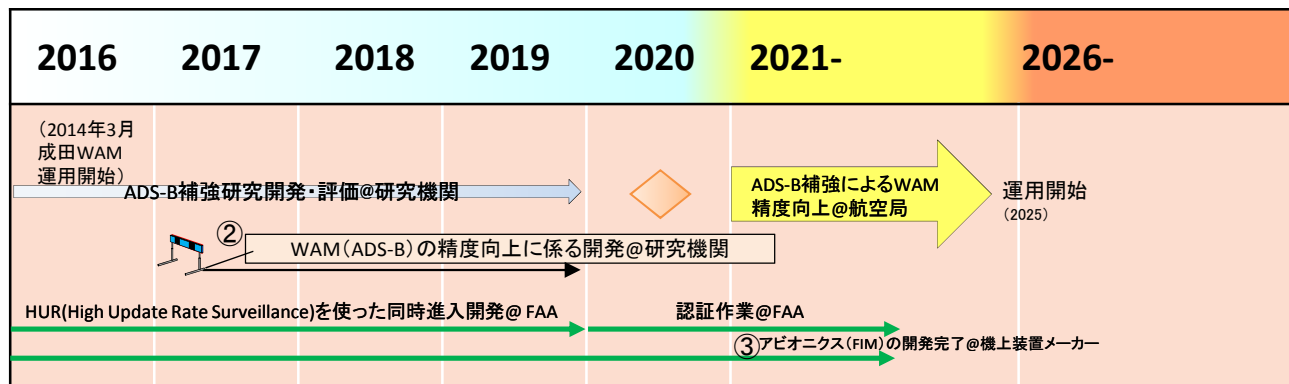 2016 2017 2018 2019 2020 2021- 2026-
（2014年3月
成田WAM
運用開始）
ADS-B補強研究開発・評価@研究機関
ADS-B補強によるWAM
精度向上@航空局
運用開始
(2025)
② WAM（ADS-B）の精度向上に係る開発@研究機関
HUR(High Update Rate Surveillance)を使った同時進入開発@ FAA 認証作業@FAA
③アビオニクス（FIM）の開発完了@機上装置メーカー